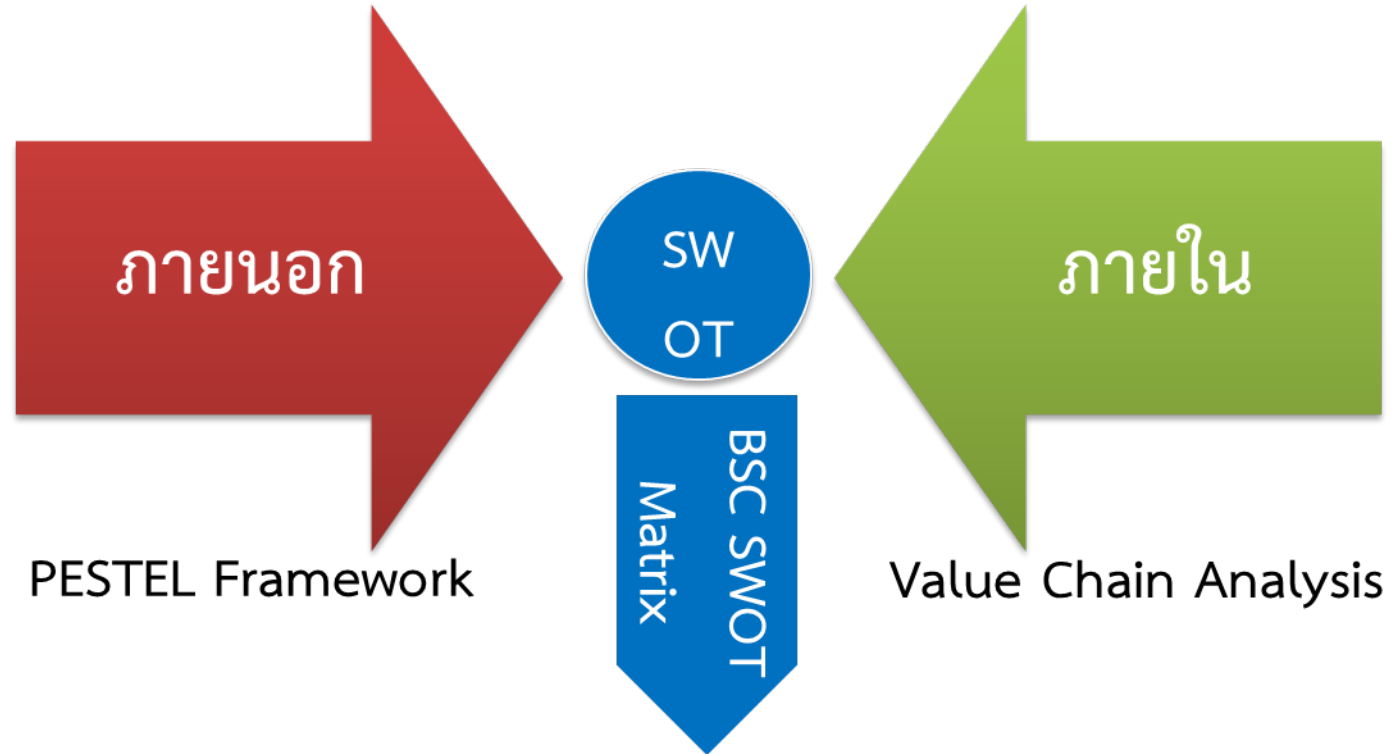 ภายนอก
SW
OT
ภายใน
BSC SWOT
Matrix
PESTEL Framework
Value Chain Analysis